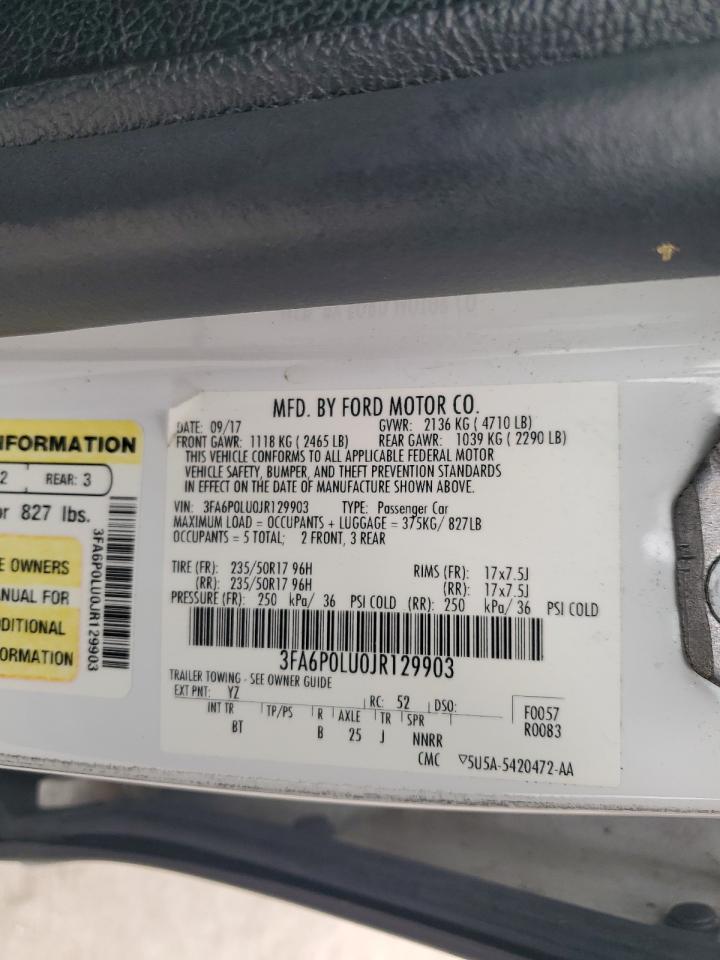 MFD. BY FORD MOTOR CO.
DATE: 09/17 GVWR: 2136 KG ( 4710 LB)
FRONT GAWR: 1118 KG ( 2465 LB) REAR GAWR: 1039 KG ( 2290 LB)
THIS VEHICLE CONFORMS TO ALL APPLICABLE FEDERAL MOTOR
VEHICLE SAFETY, BUMPER, AND THEFT PREVENTION STANDARDS
IN EFFECT ON THE DATE OF MANUFACTURE SHOWN ABOVE.
VIN: 3FA6P0LU0JR129903 TYPE: Passenger Car
MAXIMUM LOAD = OCCUPANTS + LUGGAGE = 375KG/ 827LB
OCCUPANTS = 5 TOTAL; 2 FRONT, 3 REAR
TIRE (FR): 235/50R17 96H RIMS (FR): 17x7.5J
(RR): 235/50R17 96H (RR): 17x7.5J
PRESSURE (FR): 250 kPa/ 36 PSI COLD (RR): 250 kPa/ 36 PSI COLD
3FA6P0LU0JR129903
TRAILER TOWING - SEE OWNER GUIDE
EXT PNT: YZ RC: 52 DSO:
INT TR TP/PS R AXLE TR SPR
BT B 25 J NNRR
F0057
R0083
CMC 5U5A-5420472-AA
NFORMATION
2 REAR: 3
or 827 lbs.
E OWNERS
ANUAL FOR
DDITIONAL
ORMATION
3FA6P0LU0JR129903